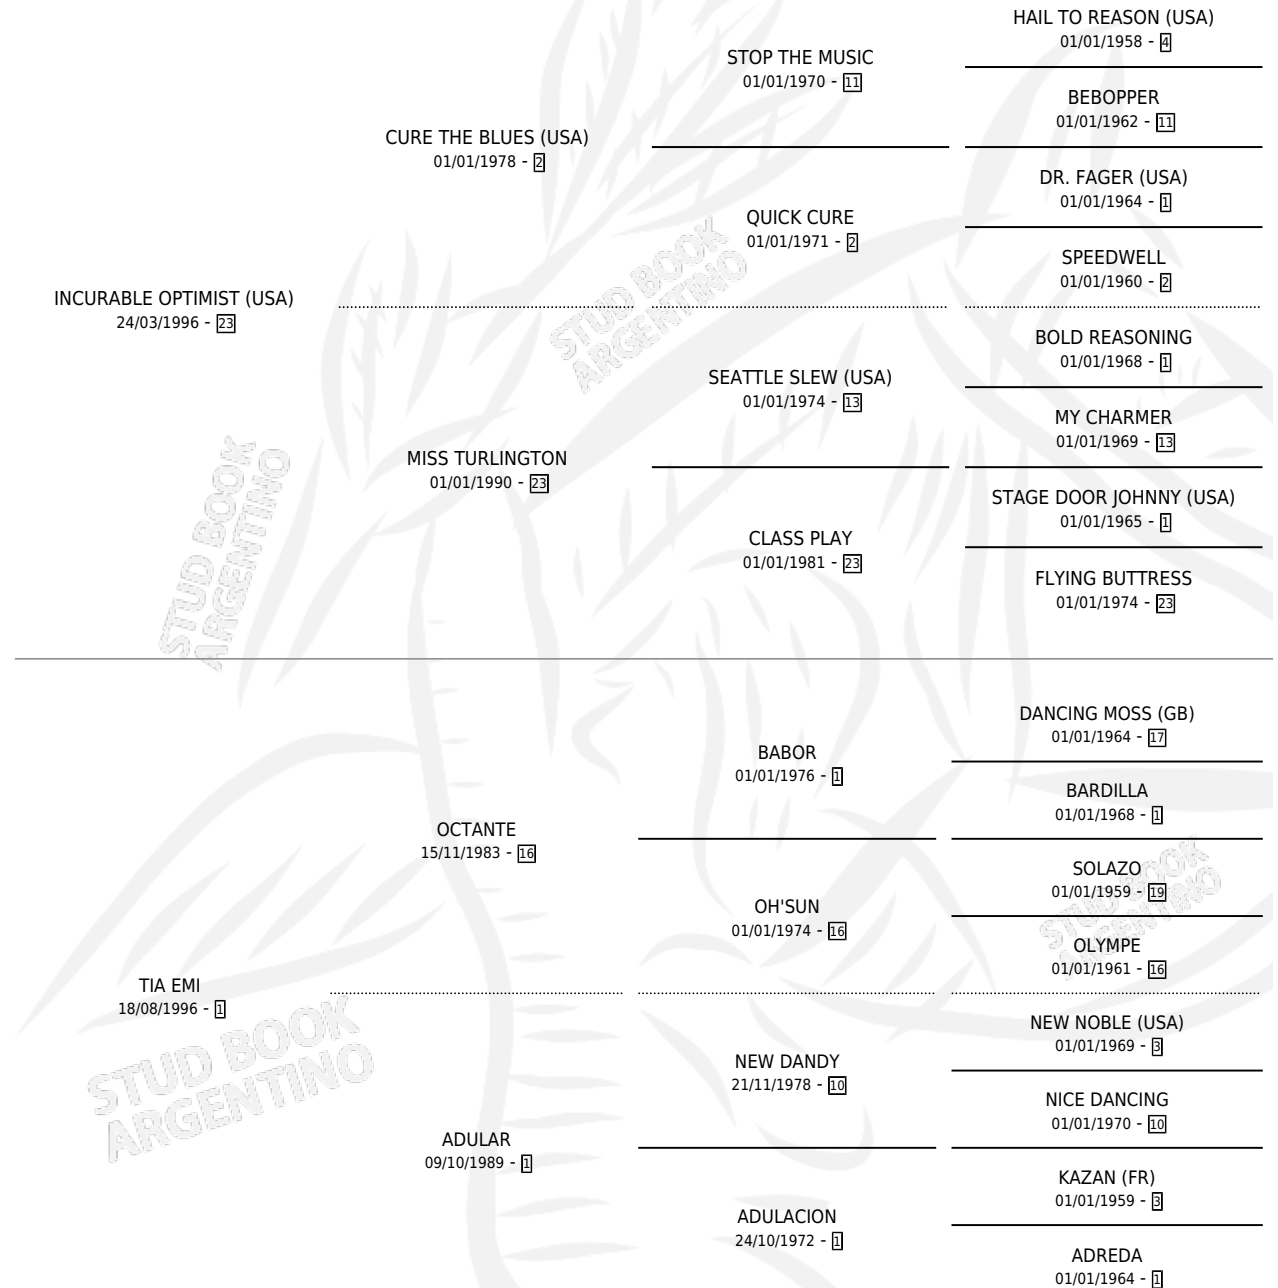 HAIL TO REASON (USA)
01/01/1958 - 4
STOP THE MUSIC
01/01/1970 - 11
BEBOPPER
01/01/1962 - 11
CURE THE BLUES (USA)
01/01/1978 - 2
DR. FAGER (USA)
01/01/1964 - 1
QUICK CURE
01/01/1971 - 2
SPEEDWELL
01/01/1960 - 2
INCURABLE OPTIMIST (USA)
24/03/1996 - 23
BOLD REASONING
01/01/1968 - 1
SEATTLE SLEW (USA)
01/01/1974 - 13
MY CHARMER
01/01/1969 - 13
MISS TURLINGTON
01/01/1990 - 23
STAGE DOOR JOHNNY (USA)
01/01/1965 - 1
CLASS PLAY
01/01/1981 - 23
FLYING BUTTRESS
01/01/1974 - 23
DANCING MOSS (GB)
01/01/1964 - 17
BABOR
01/01/1976 - 1
BARDILLA
01/01/1968 - 1
OCTANTE
15/11/1983 - 16
SOLAZO
01/01/1959 - 19
OH'SUN
01/01/1974 - 16
OLYMPE
01/01/1961 - 16
TIA EMI
18/08/1996 - 1
NEW NOBLE (USA)
01/01/1969 - 3
NEW DANDY
21/11/1978 - 10
NICE DANCING
01/01/1970 - 10
ADULAR
09/10/1989 - 1
KAZAN (FR)
01/01/1959 - 3
ADULACION
24/10/1972 - 1
ADREDA
01/01/1964 - 1
STUD BOOK
ARGENTINO
STUD BOOK
ARGENTINO
STUD BOOK
ARGENTINO
STUD BOOK
ARGENTINO